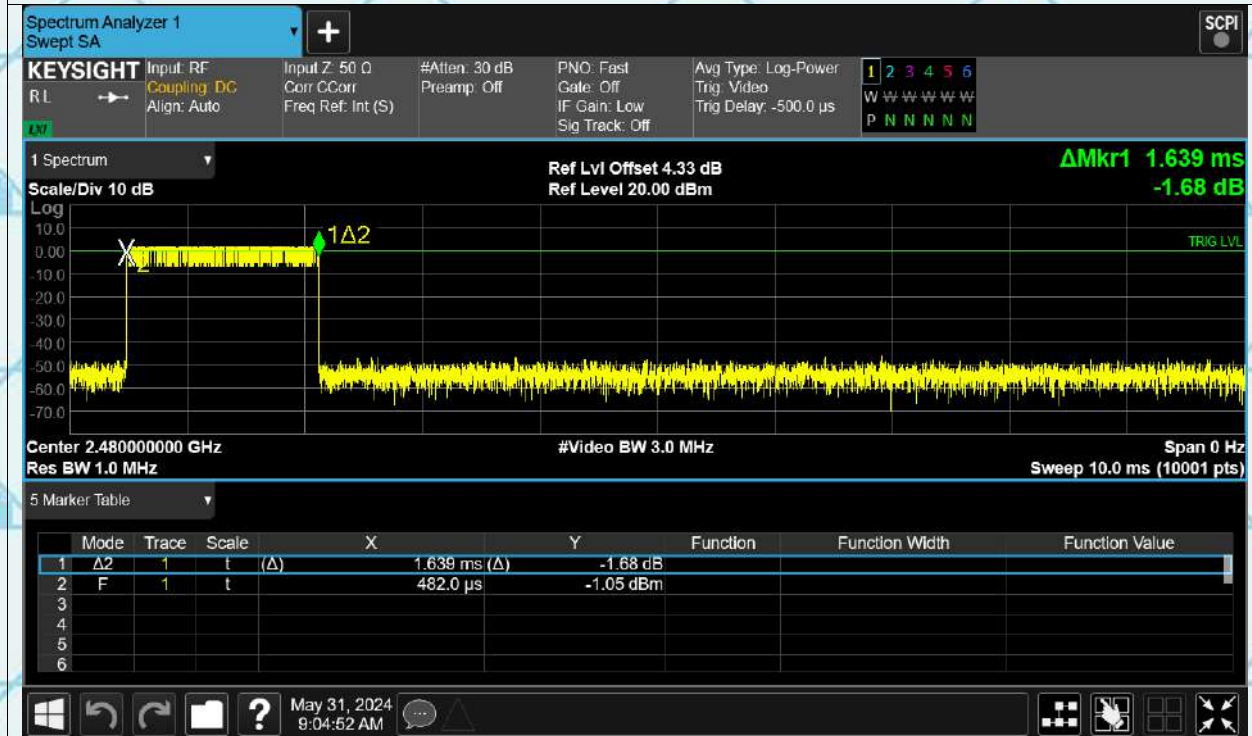 Spectrum Analyzer 1
Swept SA
+
SCPI
KEYSIGHT
RL
LXI
Input: RF
Coupling: DC
Align: Auto
Input Z: 50 Ω
Corr CCorr
Freq Ref: Int (S)
#Atten: 30 dB
Preamp: Off
PNO: Fast
Gate: Off
IF Gain: Low
Sig Track: Off
Avg Type: Log-Power
Trig: Video
Trig Delay: -500.0 µs
1 2 3 4 5 6
W W W W W W
P N N N N N
1 Spectrum
Scale/Div 10 dB
Ref Lvl Offset 4.33 dB
Ref Level 20.00 dBm
ΔMkr1 1.639 ms
-1.68 dB
Log
10.0
0.00
-10.0
-20.0
-30.0
-40.0
-50.0
-60.0
-70.0
X
2
1Δ2
TRIG LVL
Center 2.480000000 GHz
#Video BW 3.0 MHz
Span 0 Hz
Res BW 1.0 MHz
Sweep 10.0 ms (10001 pts)
5 Marker Table
Mode Trace Scale X Y Function Function Width Function Value
1 Δ2 1 t (Δ) 1.639 ms (Δ) -1.68 dB
2 F 1 t 482.0 µs -1.05 dBm
3
4
5
6
?
May 31, 2024
9:04:52 AM